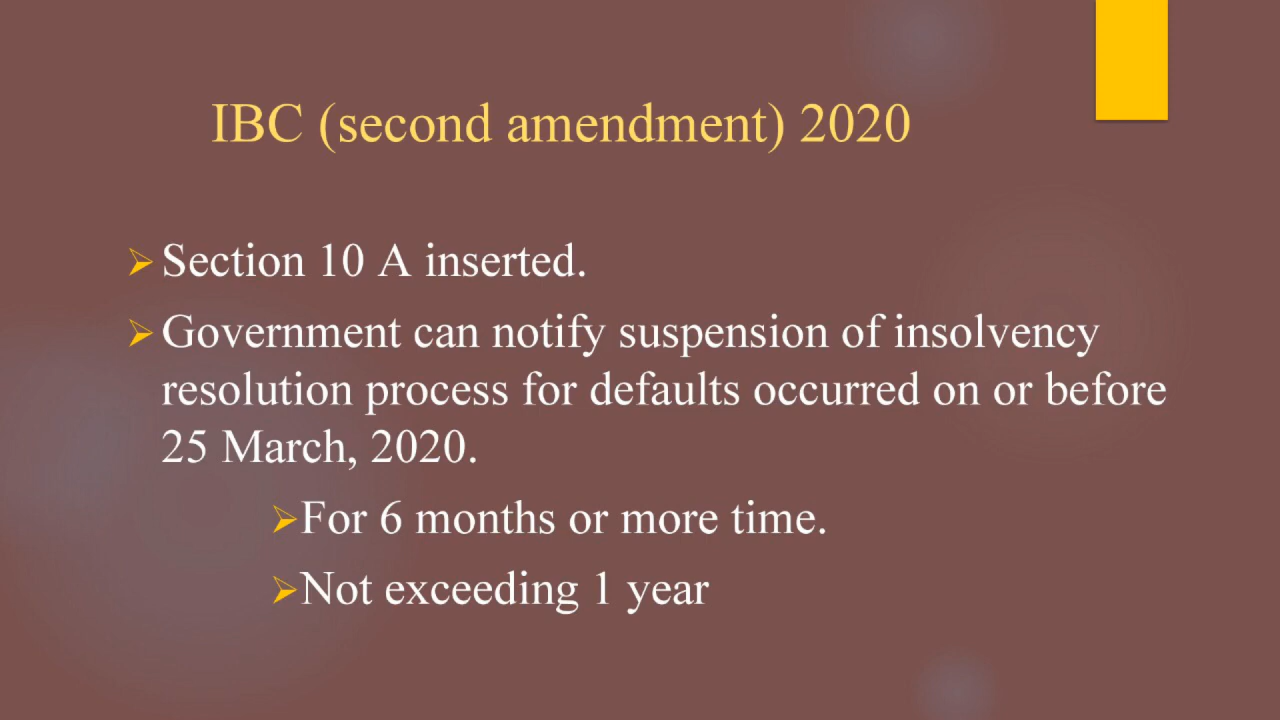 IBC (second amendment) 2020
Section 10 A inserted.
Government can notify suspension of insolvency
resolution process for defaults occurred on or before
25 March, 2020.
For 6 months or more time.
Not exceeding 1 year